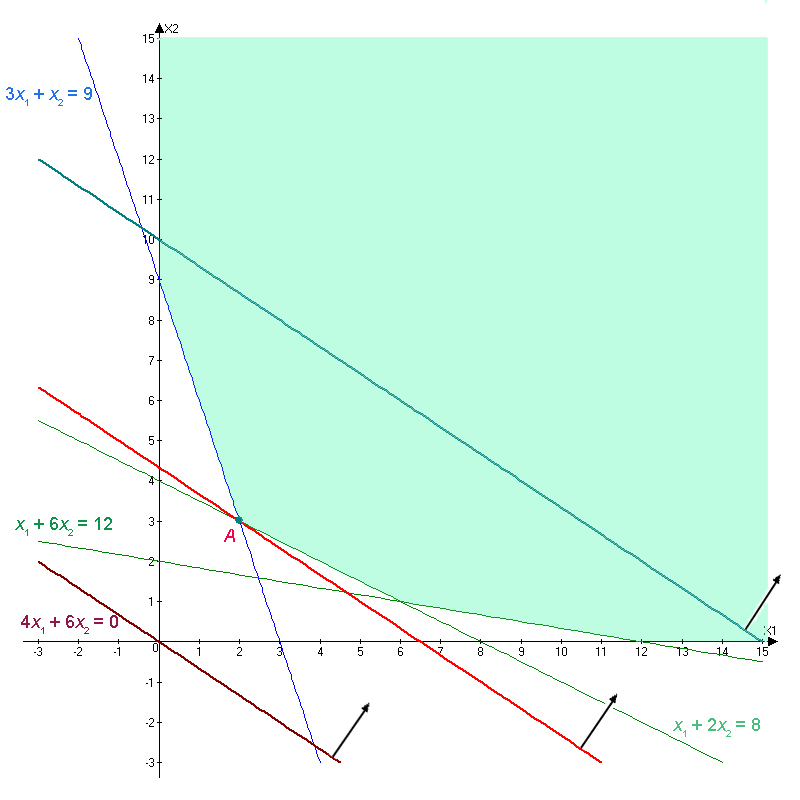 X2
15
14
3x₁ + x₂ = 9
13
12
11
10
9
8
7
6
5
4
3
x₁ + 6x₂ = 12
A
2
1
4x₁ + 6x₂ = 0
X1
-3 -2 -1 0 1 2 3 4 5 6 7 8 9 10 11 12 13 14 15
-1
-2
x₁ + 2x₂ = 8
-3